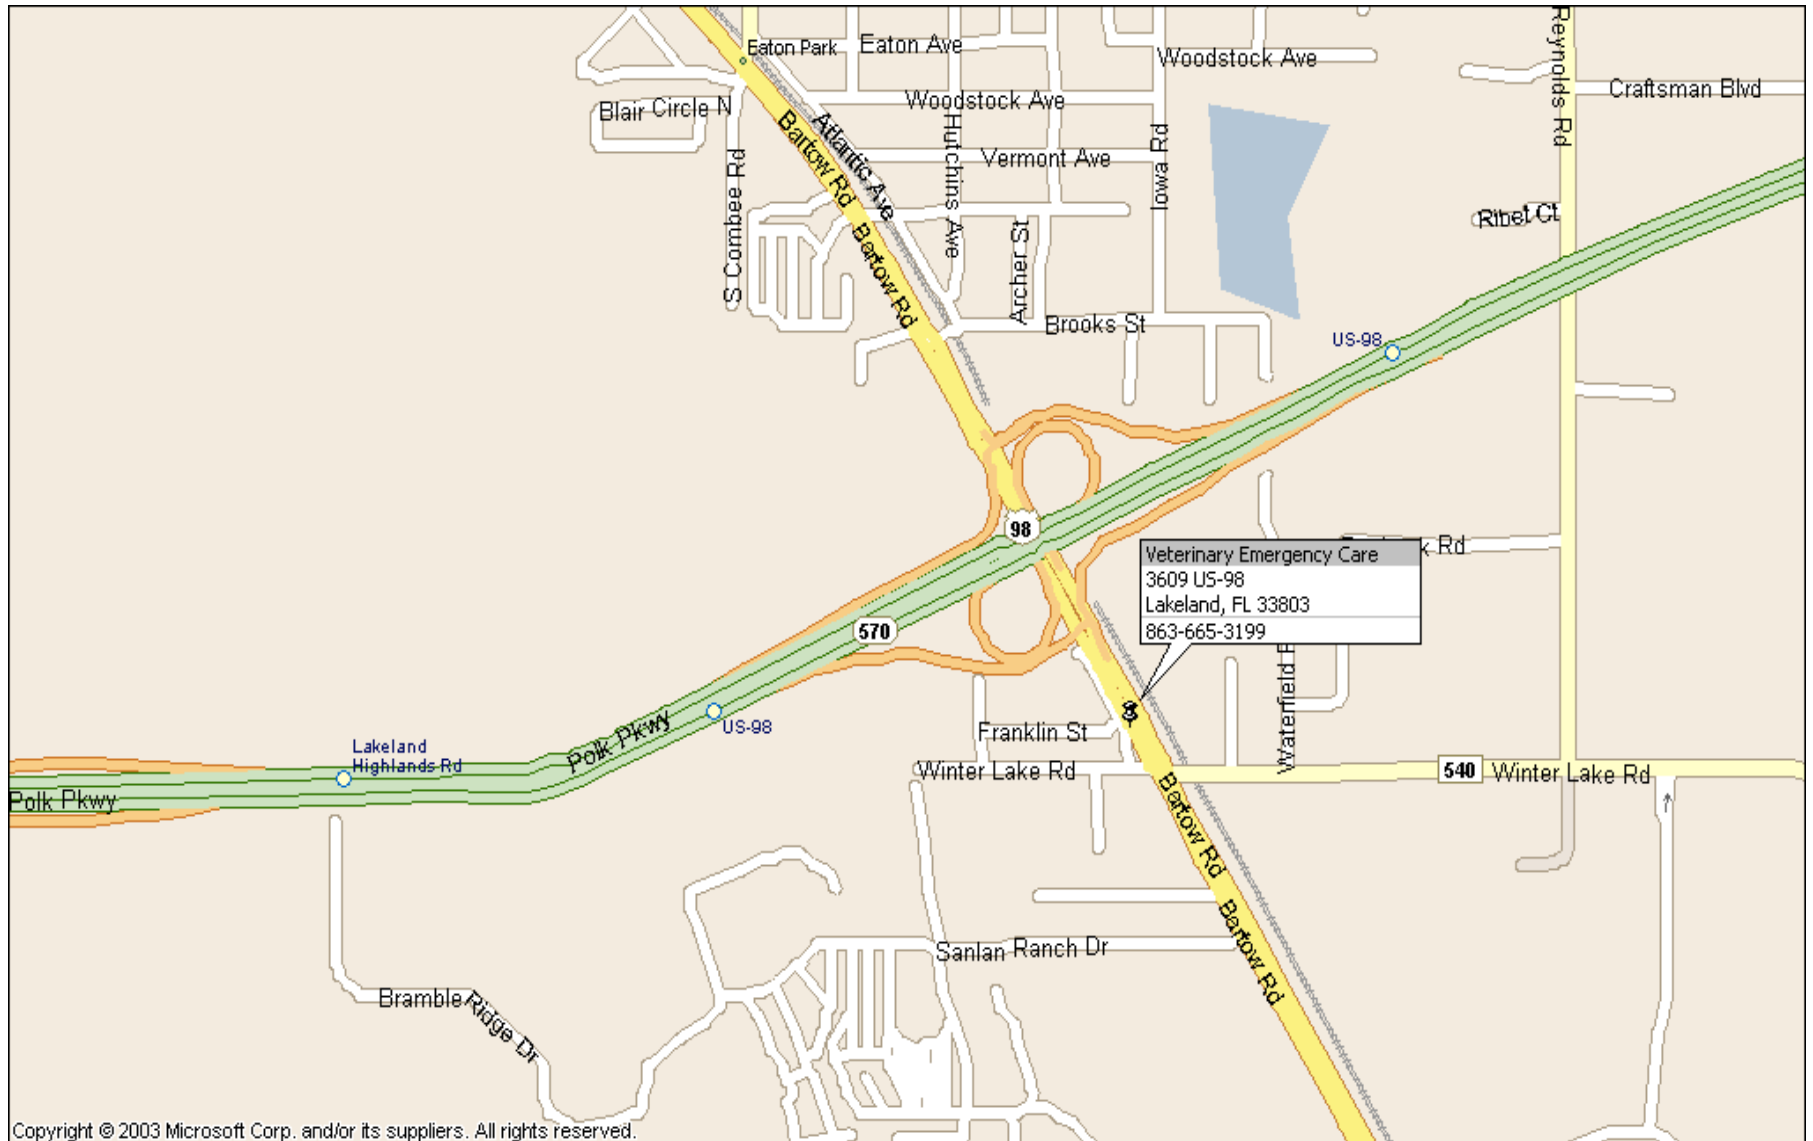 Eaton Park
Eaton Ave
Woodstock Ave
Reynolds Rd
Craftsman Blvd
Blair Circle N
Woodstock Ave
Bartow Rd
Atlantic Ave
Hutchins Ave
Vermont Ave
Iowa Rd
S Combee Rd
Ribet Ct
Bartow Rd
Archer St
Brooks St
US-98
98
Rd
Veterinary Emergency Care
3609 US-98
Lakeland, FL 33803
863-665-3199
570
Waterfield
Polk Pkwy
US-98
Franklin St
Lakeland
Highlands Rd
Winter Lake Rd
540
Winter Lake Rd
Polk Pkwy
Bartow Rd
Bartow Rd
Sanlan Ranch Dr
Bramble Ridge Dr
Copyright © 2003 Microsoft Corp. and/or its suppliers. All rights reserved.